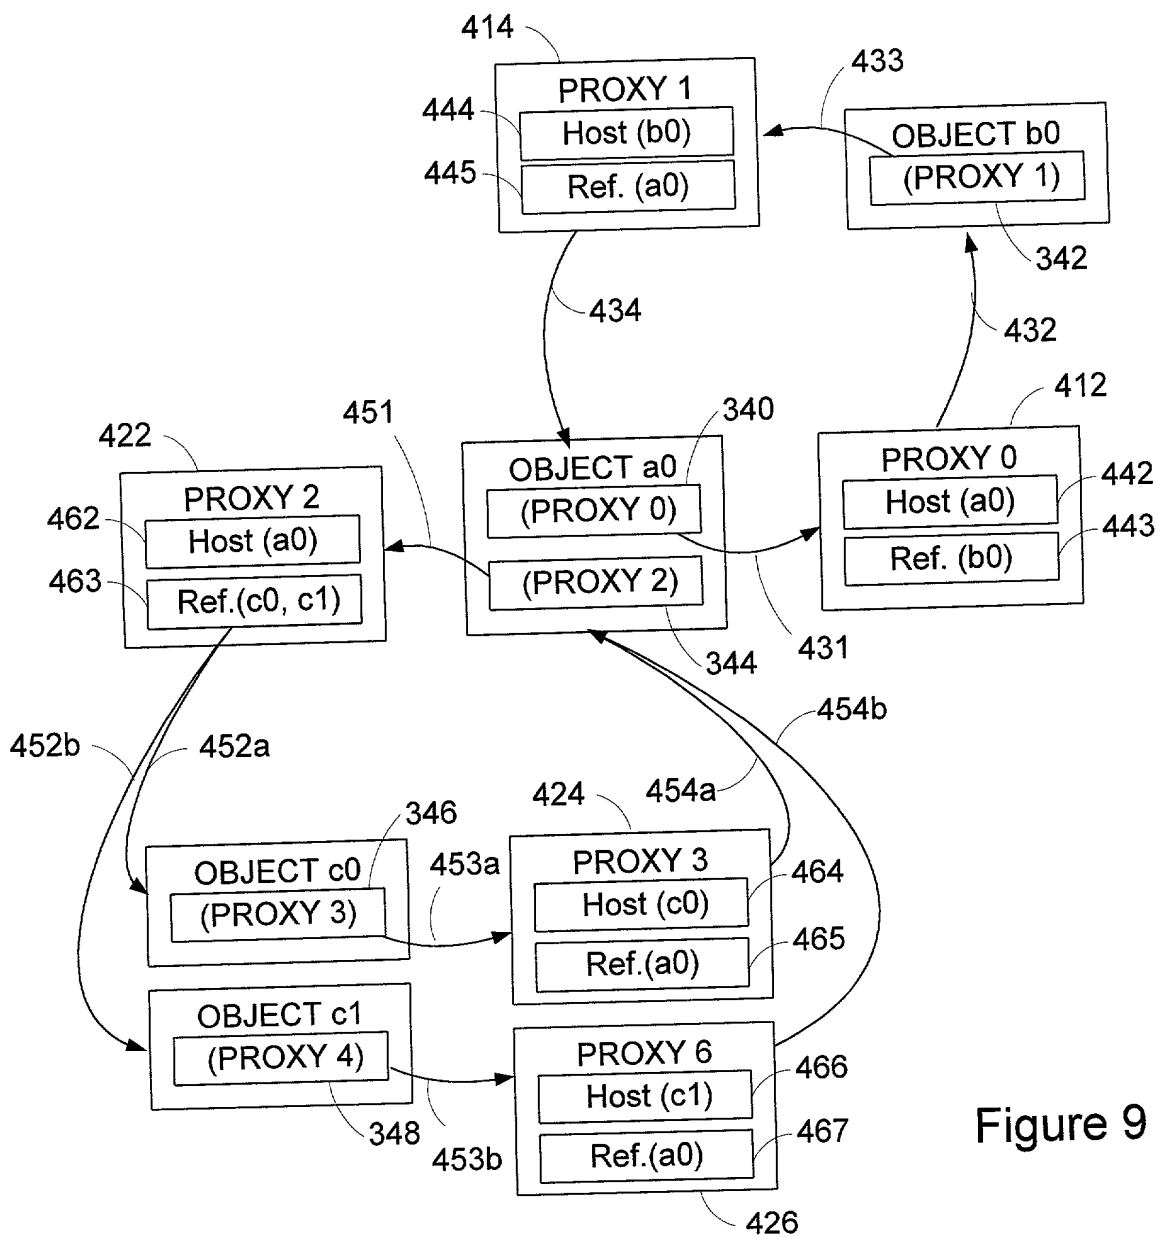 414
PROXY 1
444
Host (b0)
445
Ref. (a0)
433
OBJECT b0
(PROXY 1)
342
434
432
412
340
451
422
PROXY 2
462
Host (a0)
463
Ref.(c0, c1)
OBJECT a0
(PROXY 0)
(PROXY 2)
PROXY 0
Host (a0)
442
Ref. (b0)
443
344
431
452b
452a
454b
454a
424
346
OBJECT c0
(PROXY 3)
453a
PROXY 3
Host (c0)
464
Ref.(a0)
465
OBJECT c1
(PROXY 4)
348
453b
PROXY 6
Host (c1)
466
Ref.(a0)
467
426
Figure 9